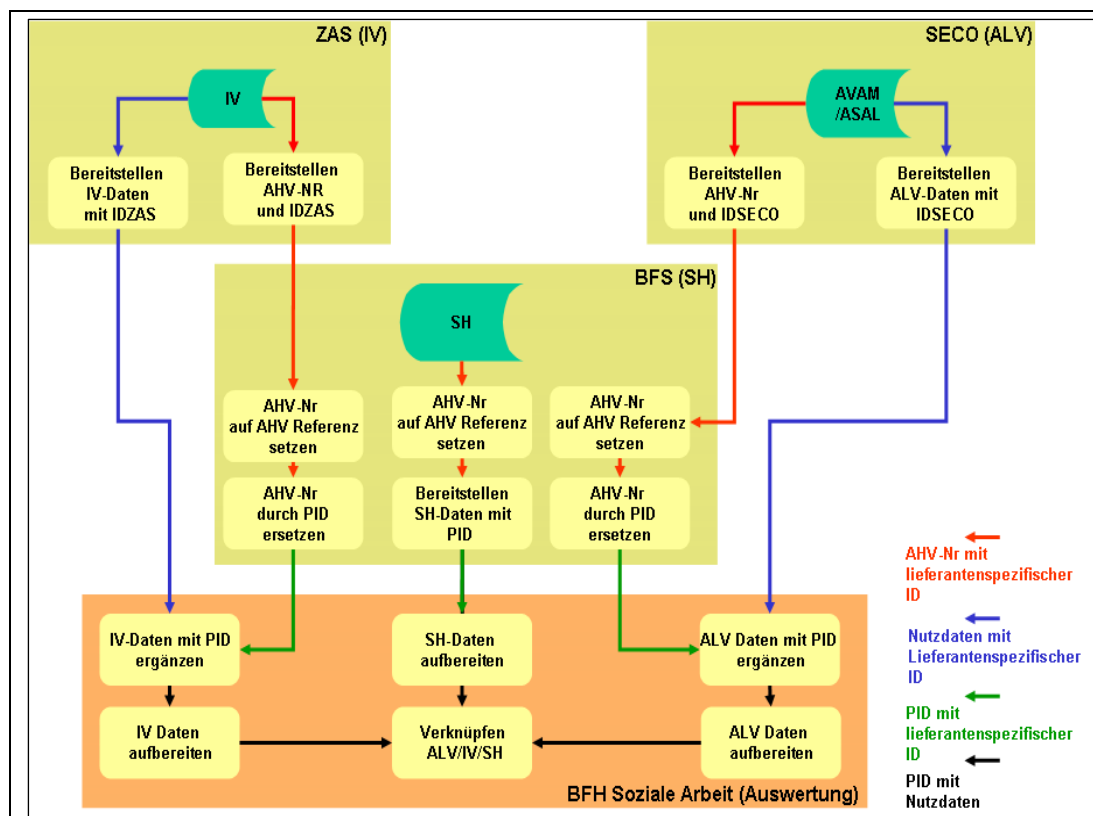 ZAS (IV)
SECO (ALV)
IV
AVAM
/ASAL
Bereitstellen
IV-Daten
mit IDZAS
Bereitstellen
AHV-NR
und IDZAS
Bereitstellen
AHV-Nr
und IDSECO
Bereitstellen
ALV-Daten mit
IDSECO
BFS (SH)
SH
AHV-Nr
auf AHV Referenz
setzen
AHV-Nr
auf AHV Referenz
setzen
AHV-Nr
auf AHV Referenz
setzen
AHV-Nr
durch PID
ersetzen
Bereitstellen
SH-Daten mit
PID
AHV-Nr
durch PID
ersetzen
IV-Daten mit PID
ergänzen
SH-Daten
aufbereiten
ALV Daten mit PID
ergänzen
IV Daten
aufbereiten
Verknüpfen
ALV/IV/SH
ALV Daten
aufbereiten
BFH Soziale Arbeit (Auswertung)
AHV-Nr mit
lieferantenspezifischer
ID
Nutzdaten mit
Lieferantenspezifischer
ID
PID mit
lieferantenspezifischer
ID
PID mit
Nutzdaten